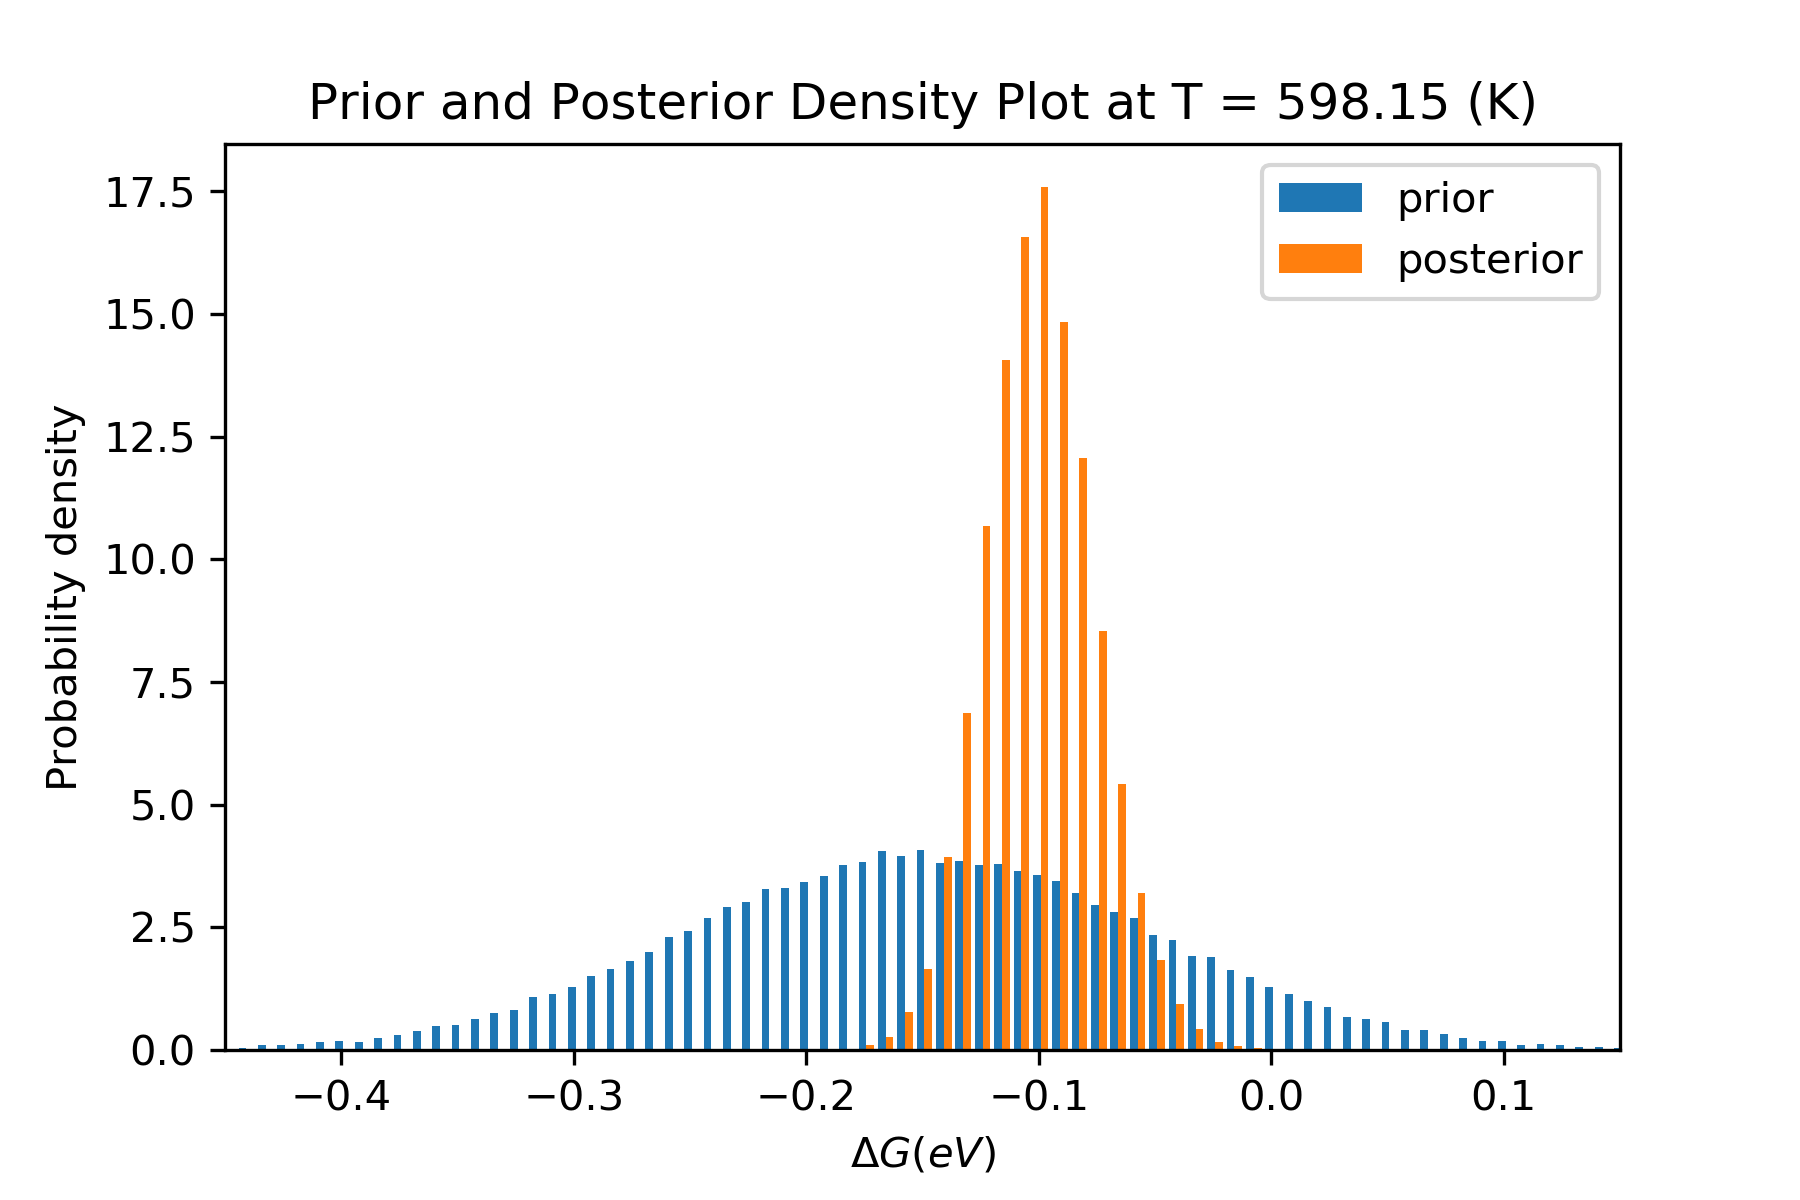 Prior and Posterior Density Plot at T = 598.15 (K)
prior
posterior
Probability density
17.5
15.0
12.5
10.0
7.5
5.0
2.5
0.0
−0.4
−0.3
−0.2
−0.1
0.0
0.1
ΔG(eV)